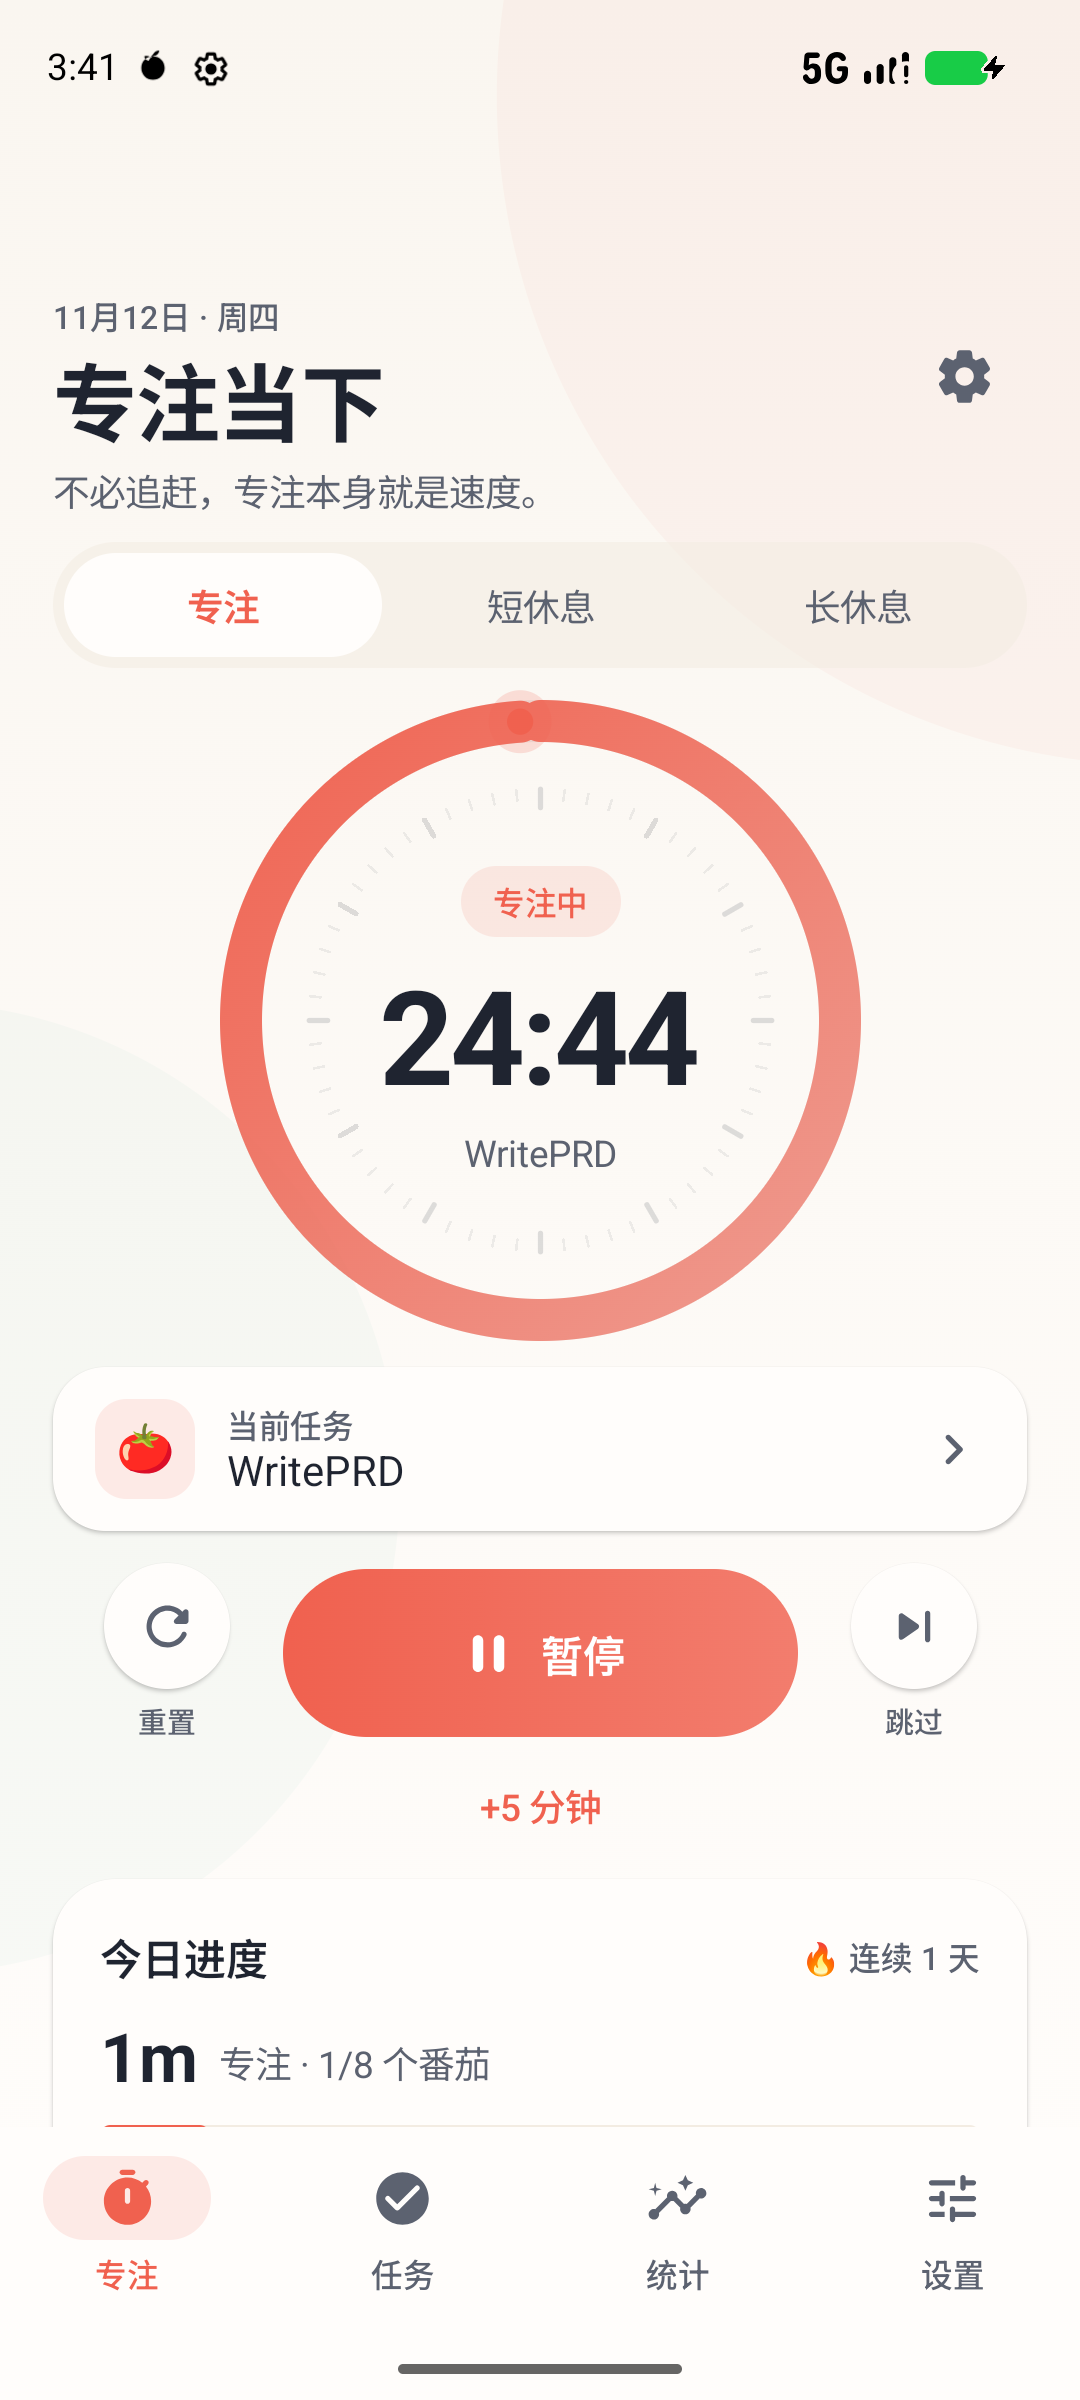 3:41
5G
11月12日 · 周四
专注当下
不必追赶，专注本身就是速度。
专注
短休息
长休息
专注中
24:44
WritePRD
当前任务
WritePRD
暂停
重置
跳过
+5 分钟
今日进度
🔥 连续 1 天
1m 专注 · 1/8 个番茄
专注
任务
统计
设置